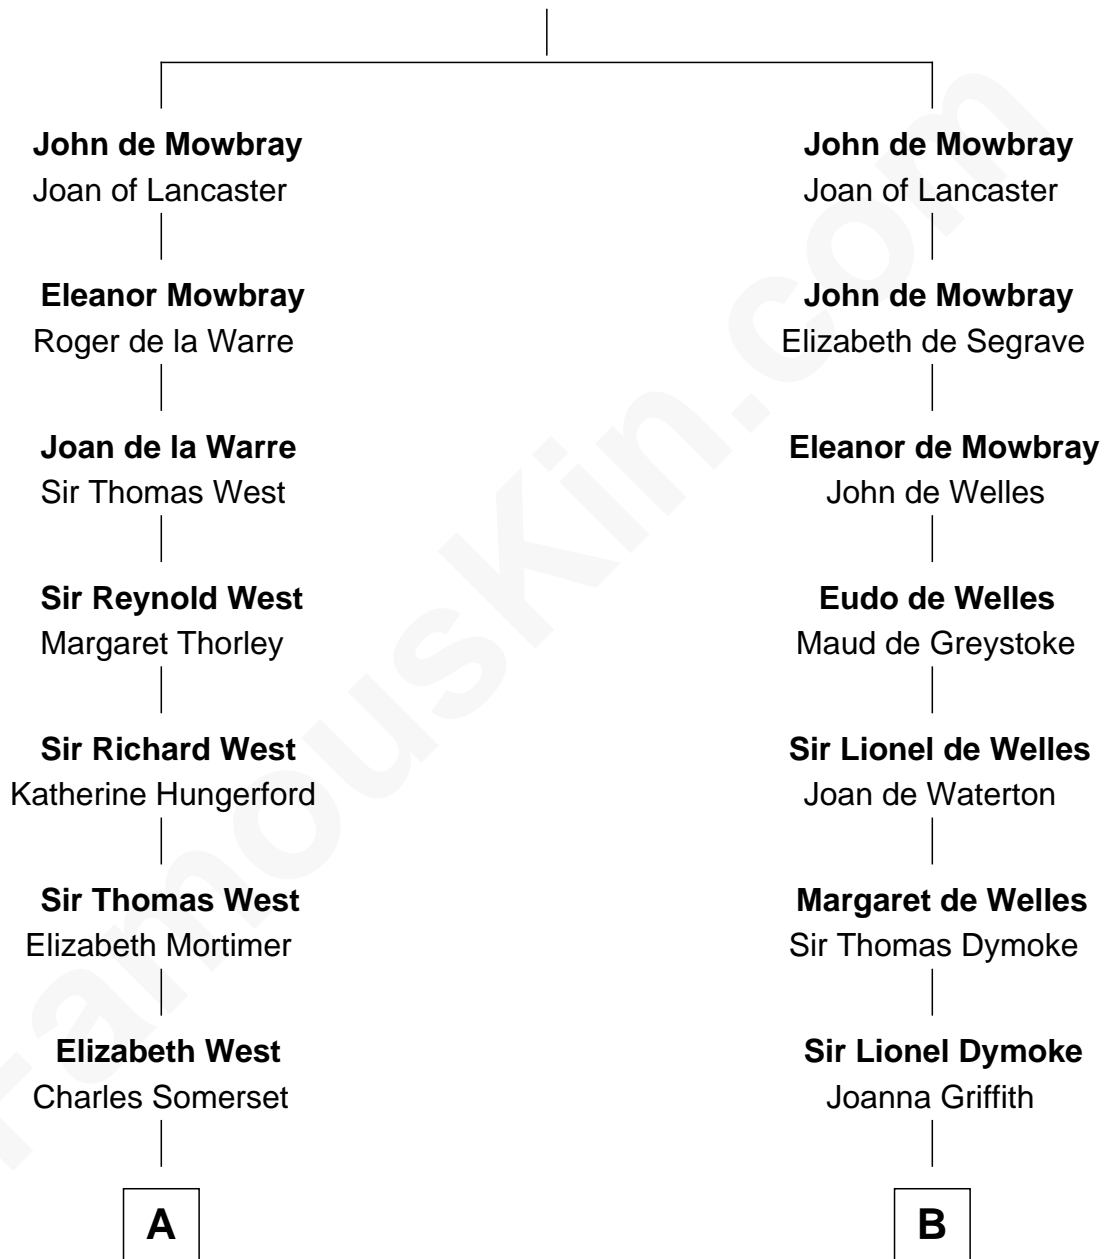 John de Mowbray
Joan of Lancaster
Eleanor Mowbray
Roger de la Warre
Joan de la Warre
Sir Thomas West
Sir Reynold West
Margaret Thorley
Sir Richard West
Katherine Hungerford
Sir Thomas West
Elizabeth Mortimer
Elizabeth West
Charles Somerset
A
John de Mowbray
Joan of Lancaster
John de Mowbray
Elizabeth de Segrave
Eleanor de Mowbray
John de Welles
Eudo de Welles
Maud de Greystoke
Sir Lionel de Welles
Joan de Waterton
Margaret de Welles
Sir Thomas Dymoke
Sir Lionel Dymoke
Joanna Griffith
B
FamousKin.com